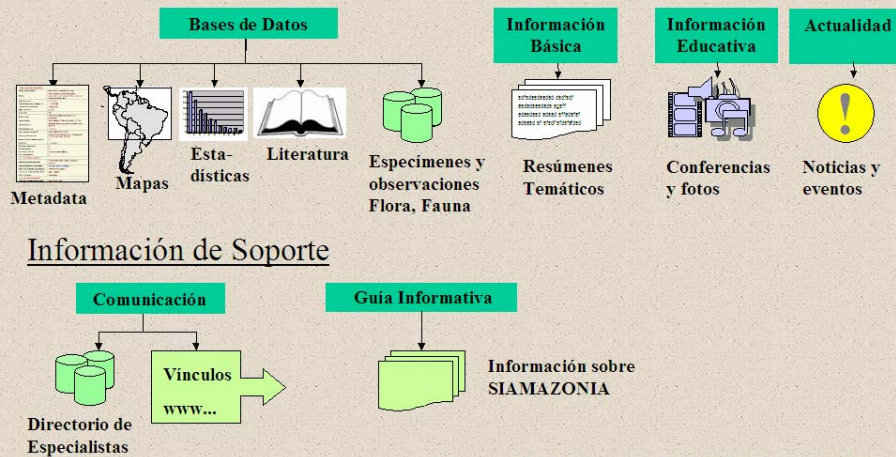 Bases de Datos
Información
Básica
Información
Educativa
Actualidad
Metadata
Mapas
Esta-
dísticas
Literatura
Especímenes y
observaciones
Flora, Fauna
Resúmenes
Temáticos
Conferencias
y fotos
Noticias y
eventos
Información de Soporte
Comunicación
Guía Informativa
Directorio de
Especialistas
Vínculos
www...
Información sobre
SIAMAZONIA